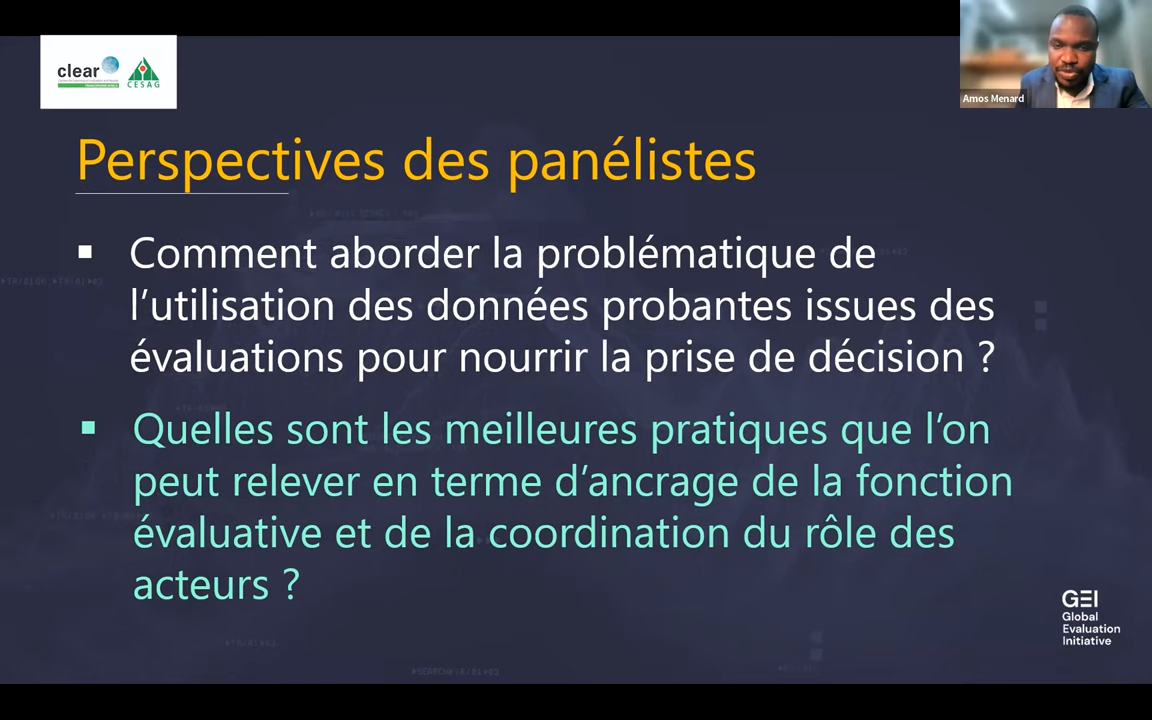 clear
CESAG
Amos Menard
Perspectives des panélistes
▪ Comment aborder la problématique de
l’utilisation des données probantes issues des
évaluations pour nourrir la prise de décision ?
▪ Quelles sont les meilleures pratiques que l’on
peut relever en terme d’ancrage de la fonction
évaluative et de la coordination du rôle des
acteurs ?
GEI
Global
Evaluation
Initiative